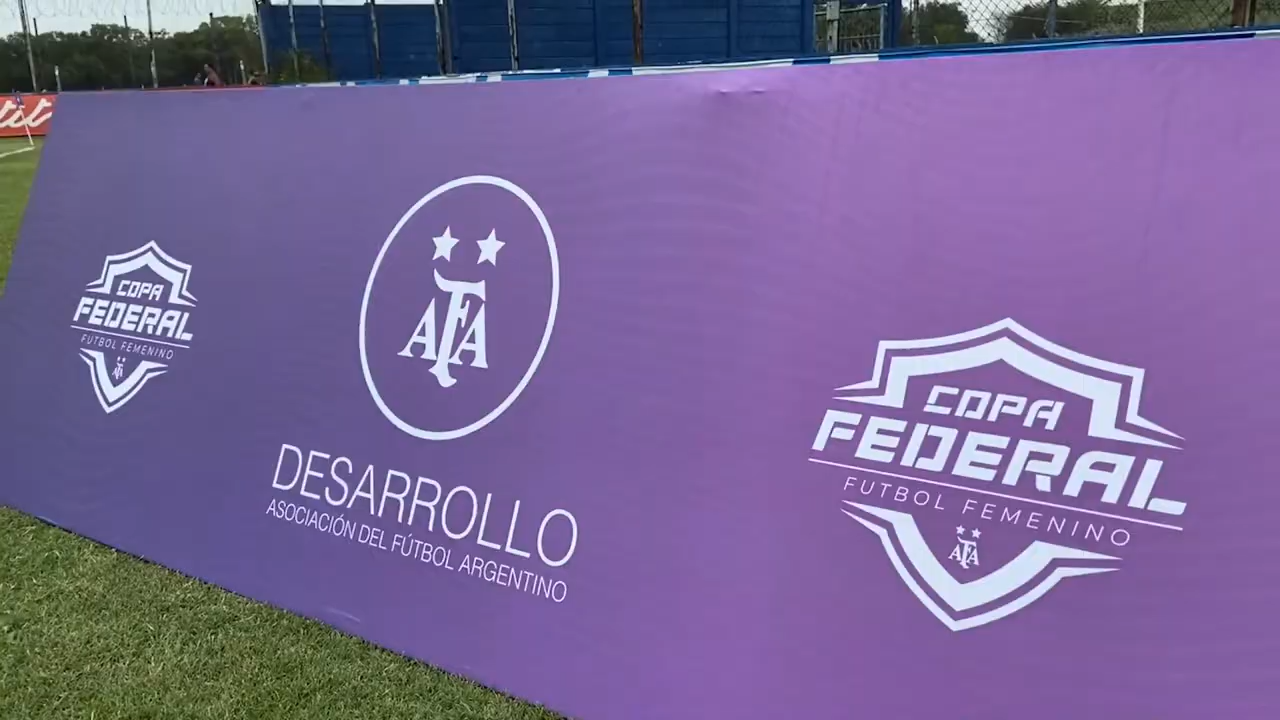 COPA
FEDERAL
FUTBOL FEMENINO
AFA
AFA
DESARROLLO
ASOCIACIÓN DEL FÚTBOL ARGENTINO
COPA
FEDERAL
FUTBOL FEMENINO
AFA